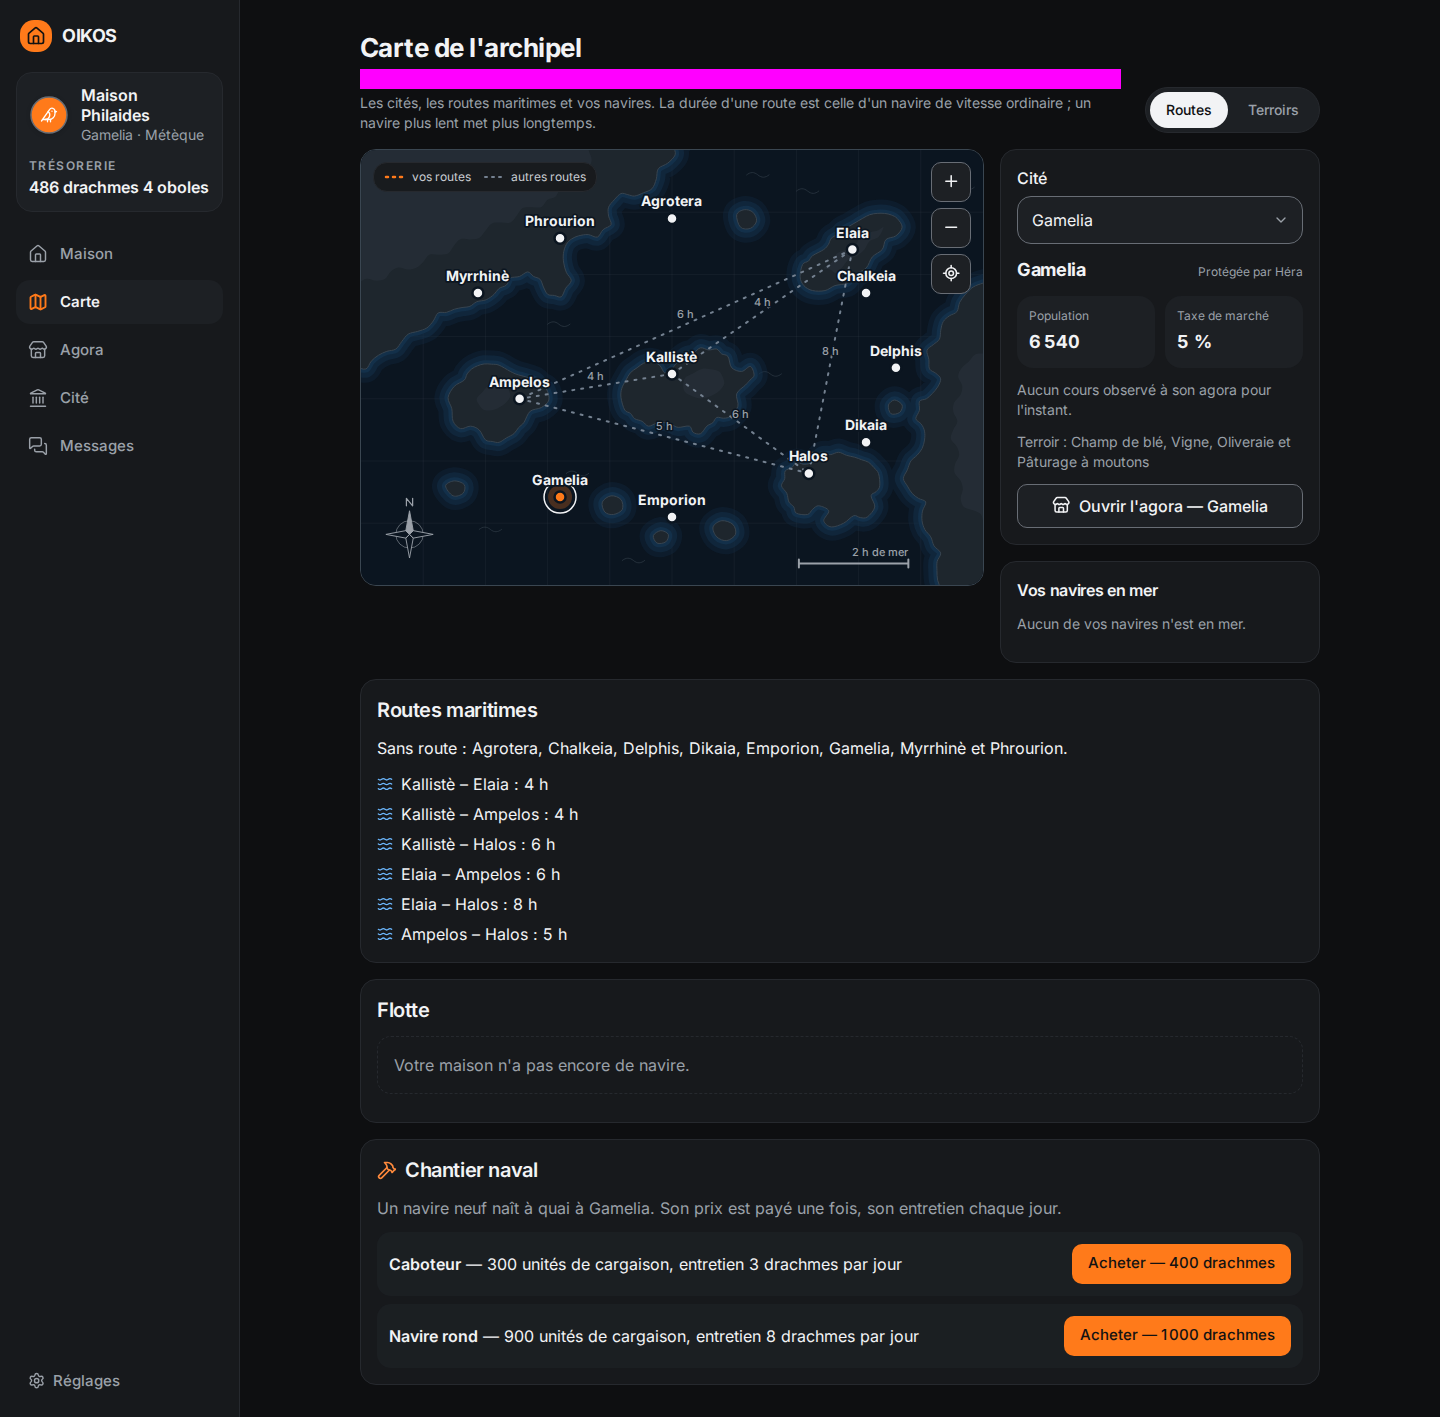 OIKOS
Maison
Philaides
Gamelia · Métèque
TRÉSORERIE
486 drachmes 4 oboles
Maison
Carte
Agora
Cité
Messages
Réglages
Carte de l'archipel
Les cités, les routes maritimes et vos navires. La durée d'une route est celle d'un navire de vitesse ordinaire ; un
navire plus lent met plus longtemps.
Routes
Terroirs
vos routes
autres routes
Agrotera
Phrourion
Elaia
Myrrhinè
Chalkeia
4 h
6 h
Kallistè
8 h
Delphis
Ampelos
4 h
6 h
5 h
Dikaia
Halos
Gamelia
Emporion
N
2 h de mer
Cité
Gamelia
Gamelia
Protégée par Héra
Population
6 540
Taxe de marché
5 %
Aucun cours observé à son agora pour
l'instant.
Terroir : Champ de blé, Vigne, Oliveraie et
Pâturage à moutons
Ouvrir l'agora — Gamelia
Vos navires en mer
Aucun de vos navires n'est en mer.
Routes maritimes
Sans route : Agrotera, Chalkeia, Delphis, Dikaia, Emporion, Gamelia, Myrrhinè et Phrourion.
Kallistè – Elaia : 4 h
Kallistè – Ampelos : 4 h
Kallistè – Halos : 6 h
Elaia – Ampelos : 6 h
Elaia – Halos : 8 h
Ampelos – Halos : 5 h
Flotte
Votre maison n'a pas encore de navire.
Chantier naval
Un navire neuf naît à quai à Gamelia. Son prix est payé une fois, son entretien chaque jour.
Caboteur — 300 unités de cargaison, entretien 3 drachmes par jour
Acheter — 400 drachmes
Navire rond — 900 unités de cargaison, entretien 8 drachmes par jour
Acheter — 1 000 drachmes